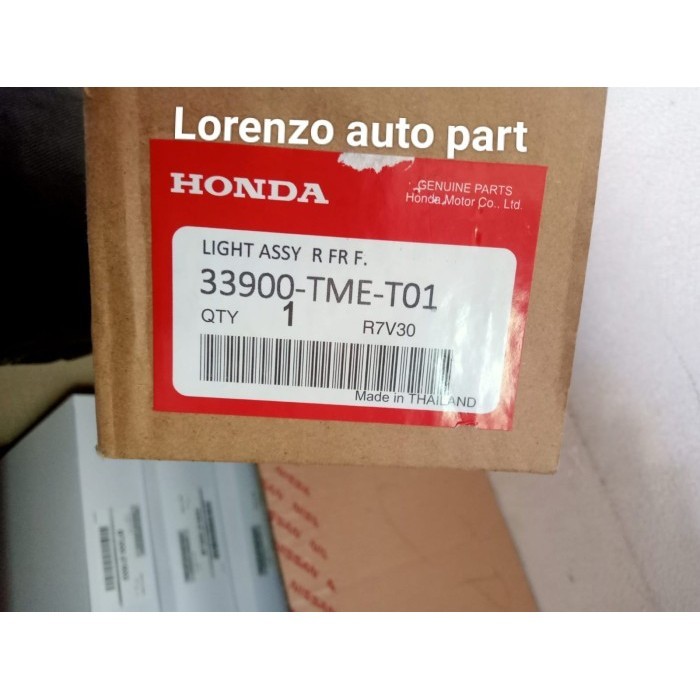 Lorenzo auto part
HONDA
GENUINE PARTS
Honda Motor Co.. Ltd.
LIGHT ASSY R FR F.
33900-TME-T01
QTY 1 R7V30
Made in THAILAND